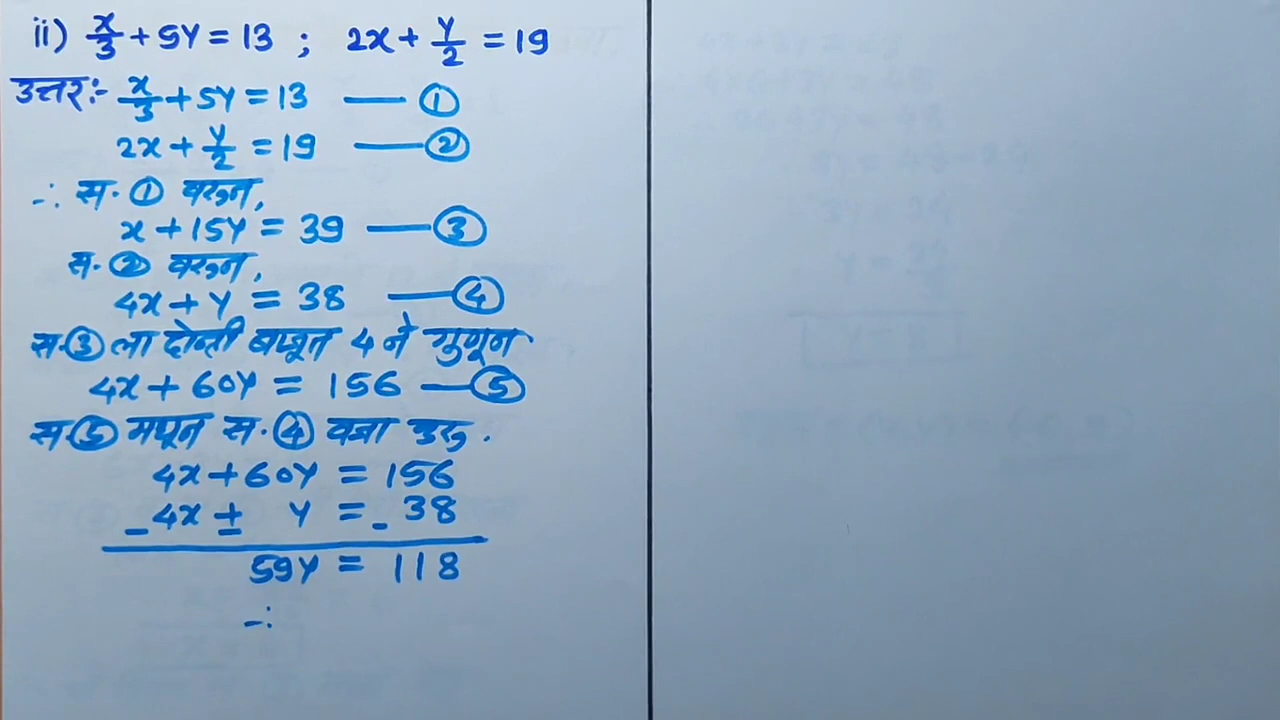 ii) x/3 + 5y = 13 ; 2x + y/2 = 19
उत्तर:- x/3 + 5y = 13 — ①
2x + y/2 = 19 — ②
∴ स. ① वरून,
x + 15y = 39 — ③
स. ② वरून,
4x + y = 38 — ④
स. ③ ला दोन्ही बाजूत 4 ने गुणून
4x + 60y = 156 — ⑤
स. ⑤ मधून स. ④ वजा करू.
4x + 60y = 156
- 4x ± y = - 38
59y = 118
∴